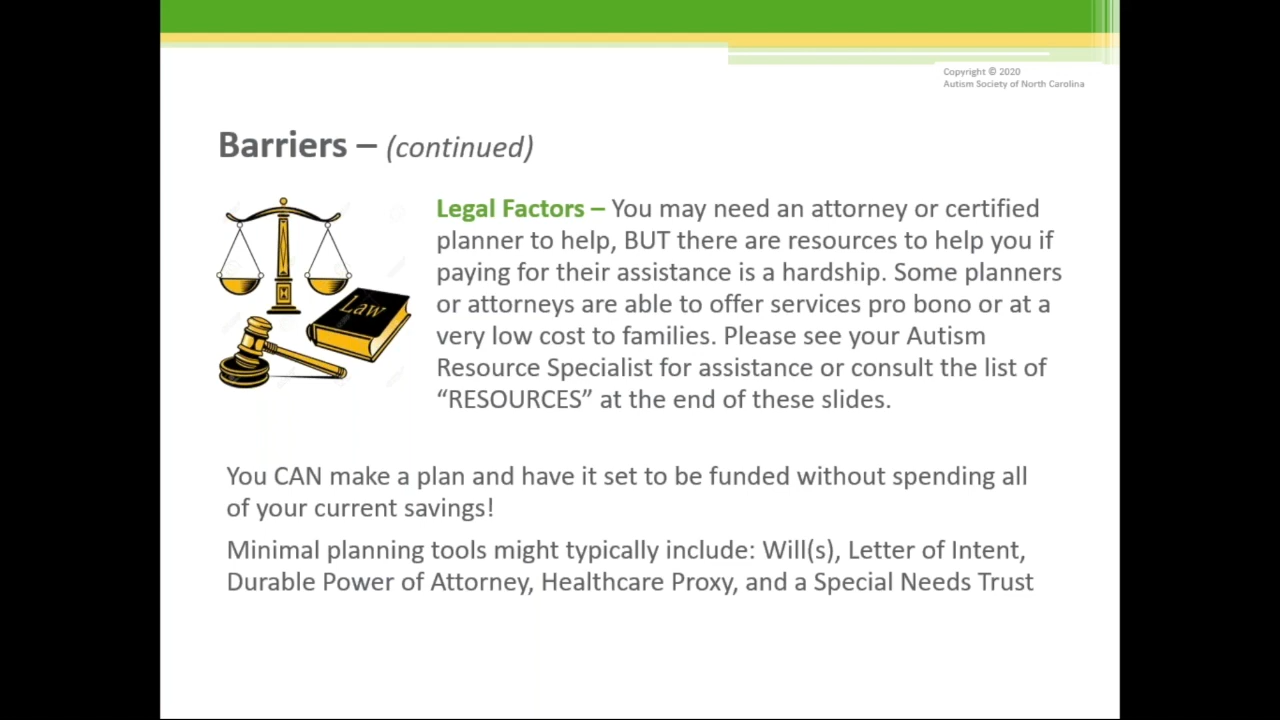 Copyright © 2020
Autism Society of North Carolina
Barriers – (continued)
Legal Factors – You may need an attorney or certified
planner to help, BUT there are resources to help you if
paying for their assistance is a hardship. Some planners
or attorneys are able to offer services pro bono or at a
very low cost to families. Please see your Autism
Resource Specialist for assistance or consult the list of
“RESOURCES” at the end of these slides.
Law
You CAN make a plan and have it set to be funded without spending all
of your current savings!
Minimal planning tools might typically include: Will(s), Letter of Intent,
Durable Power of Attorney, Healthcare Proxy, and a Special Needs Trust